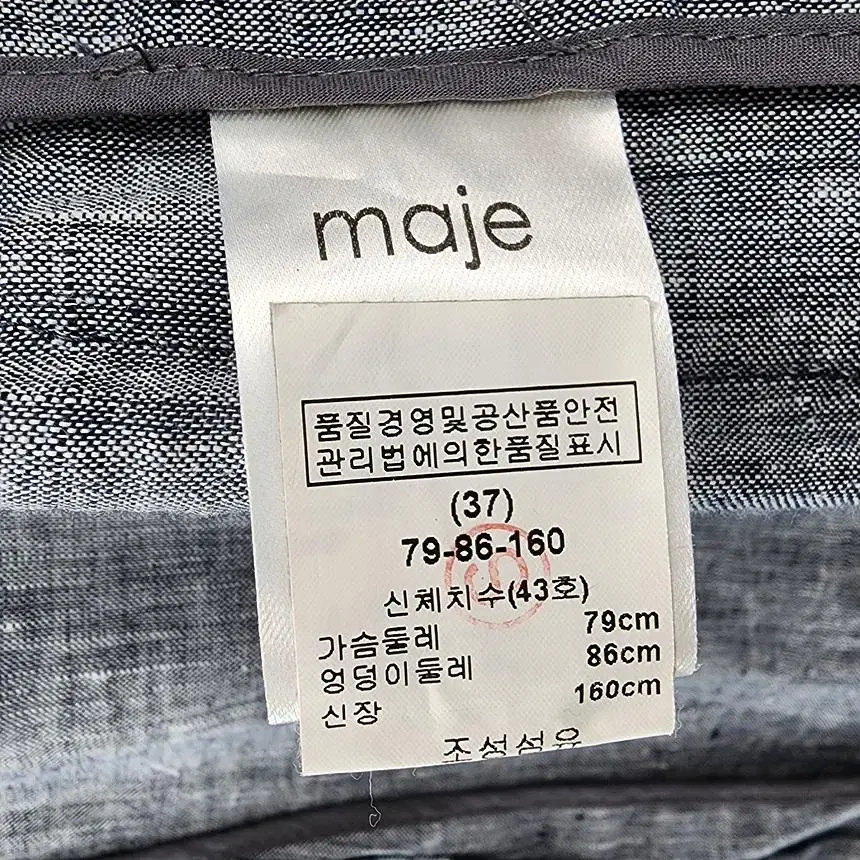 maje
품질경영및공산품안전
관리법에의한품질표시
(37)
79-86-160
신체치수(43호)
가슴둘레 79cm
엉덩이둘레 86cm
신장 160cm
조성섬유